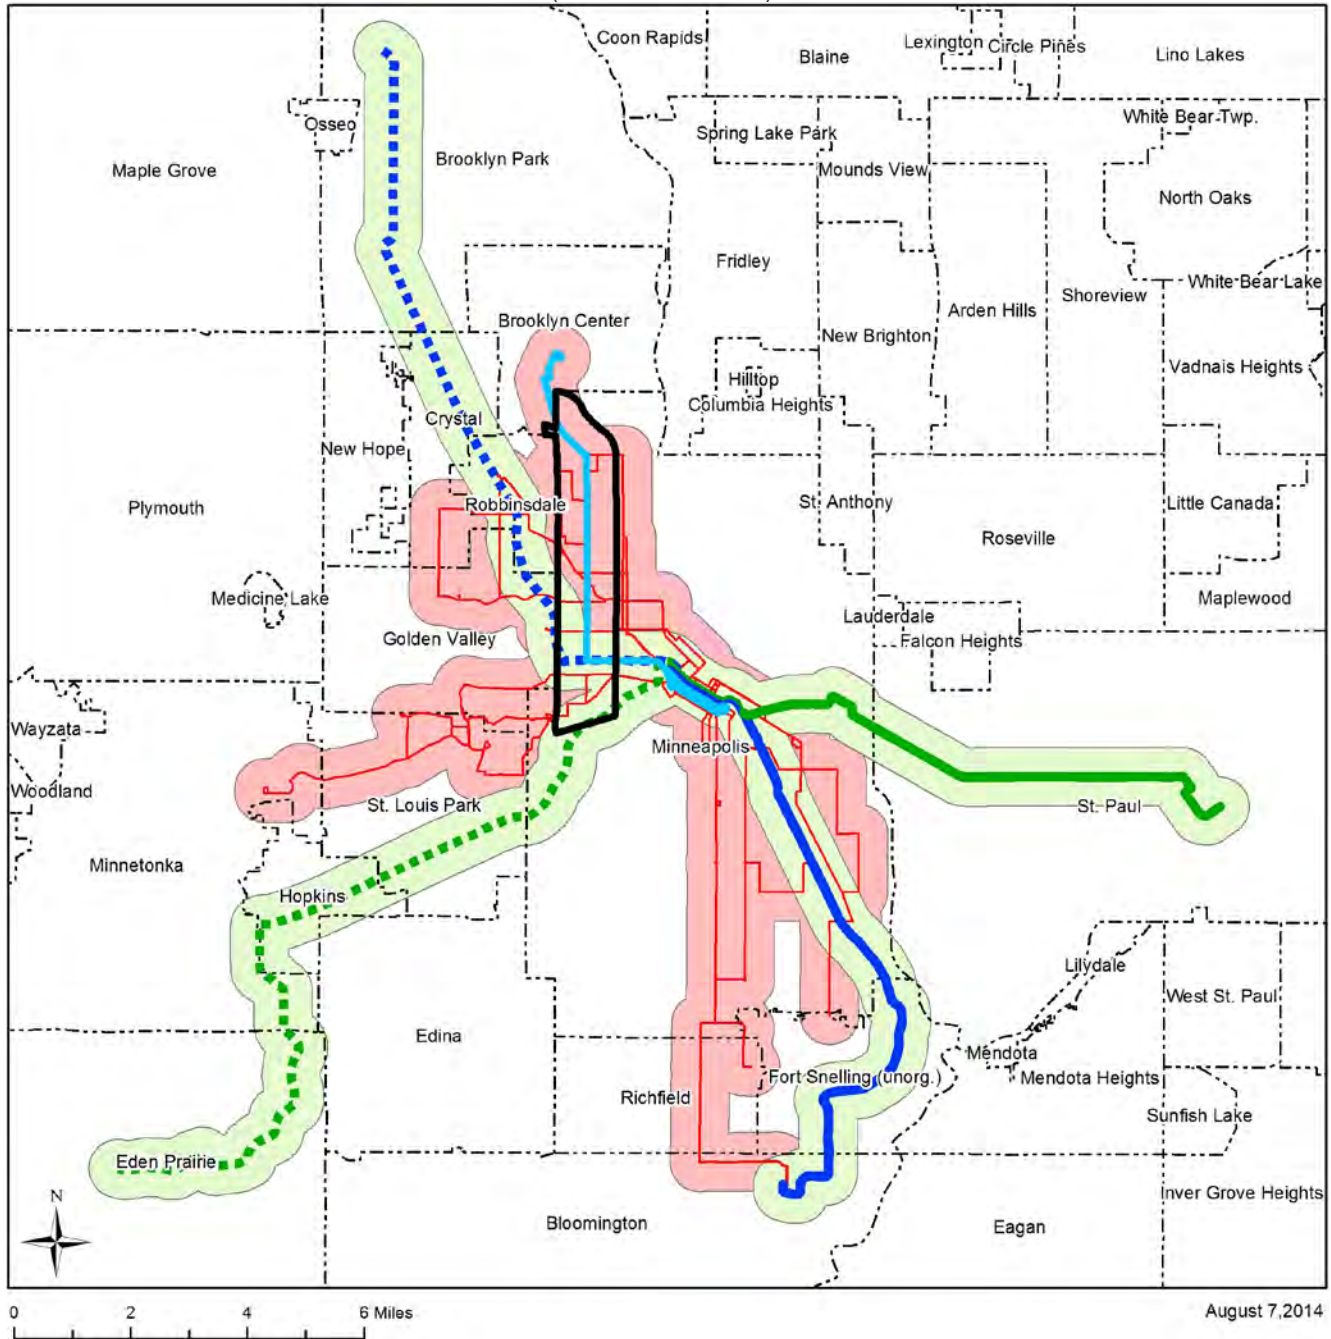 Coon Rapids
Lexington
Circle Pines
Blaine
Lino Lakes
Osseo
White Bear Twp.
Spring Lake Park
Brooklyn Park
Maple Grove
Mounds View
North Oaks
Fridley
White Bear Lake
Shoreview
Arden Hills
Brooklyn Center
New Brighton
Vadnais Heights
Hilltop
Columbia Heights
Crystal
New Hope
Robbinsdale
St. Anthony
Little Canada
Plymouth
Roseville
Medicine Lake
Maplewood
Lauderdale
Golden Valley
Falcon Heights
Wayzata
Minneapolis
Woodland
St. Louis Park
St. Paul
Minnetonka
Hopkins
Lilydale
West St. Paul
Edina
Mendota
Fort Snelling (unorg.)
Mendota Heights
Richfield
Sunfish Lake
Eden Prairie
Inver Grove Heights
N
Bloomington
Eagan
0 2 4 6 Miles
August 7,2014